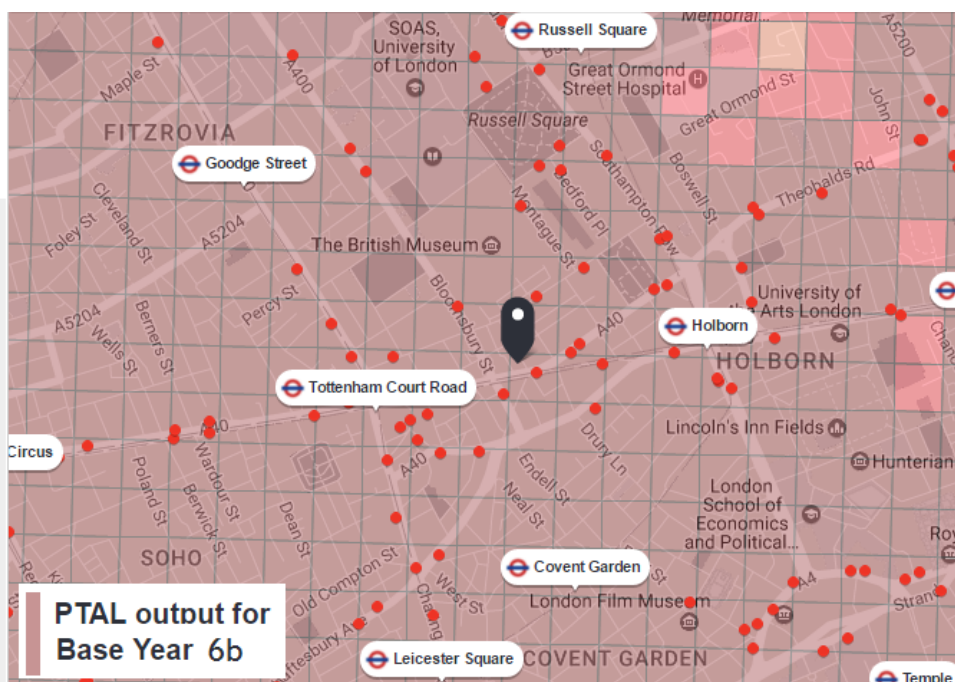 Russell Square
SOAS,
University
of London
Memorial...
A5200
Maple St
A400
Great Ormond
Street Hospital
H
Great Ormond St
John St
FITZROVIA
Russell Square
Goodge Street
Southampton Row
Boswell St
Theobalds Rd
Cleveland St
Bedford Pl
Montague St
Foley St
A5204
The British Museum
Bloomsbury St
Percy St
University of
the Arts London
A5204
Berners St
Wells St
A40
Holborn
HOLBORN
Tottenham Court Road
Lincoln's Inn Fields
Drury Ln
A40
Circus
Wardour St
Poland St
Berwick St
Dean St
A40
Endell St
Neal St
Hunterian
London
School of
Economics
and Political...
SOHO
Covent Garden
Old Compton St
West St
London Film Museum
A4
Strand
PTAL output for
Base Year 6b
Leicester Square
COVENT GARDEN
Temple